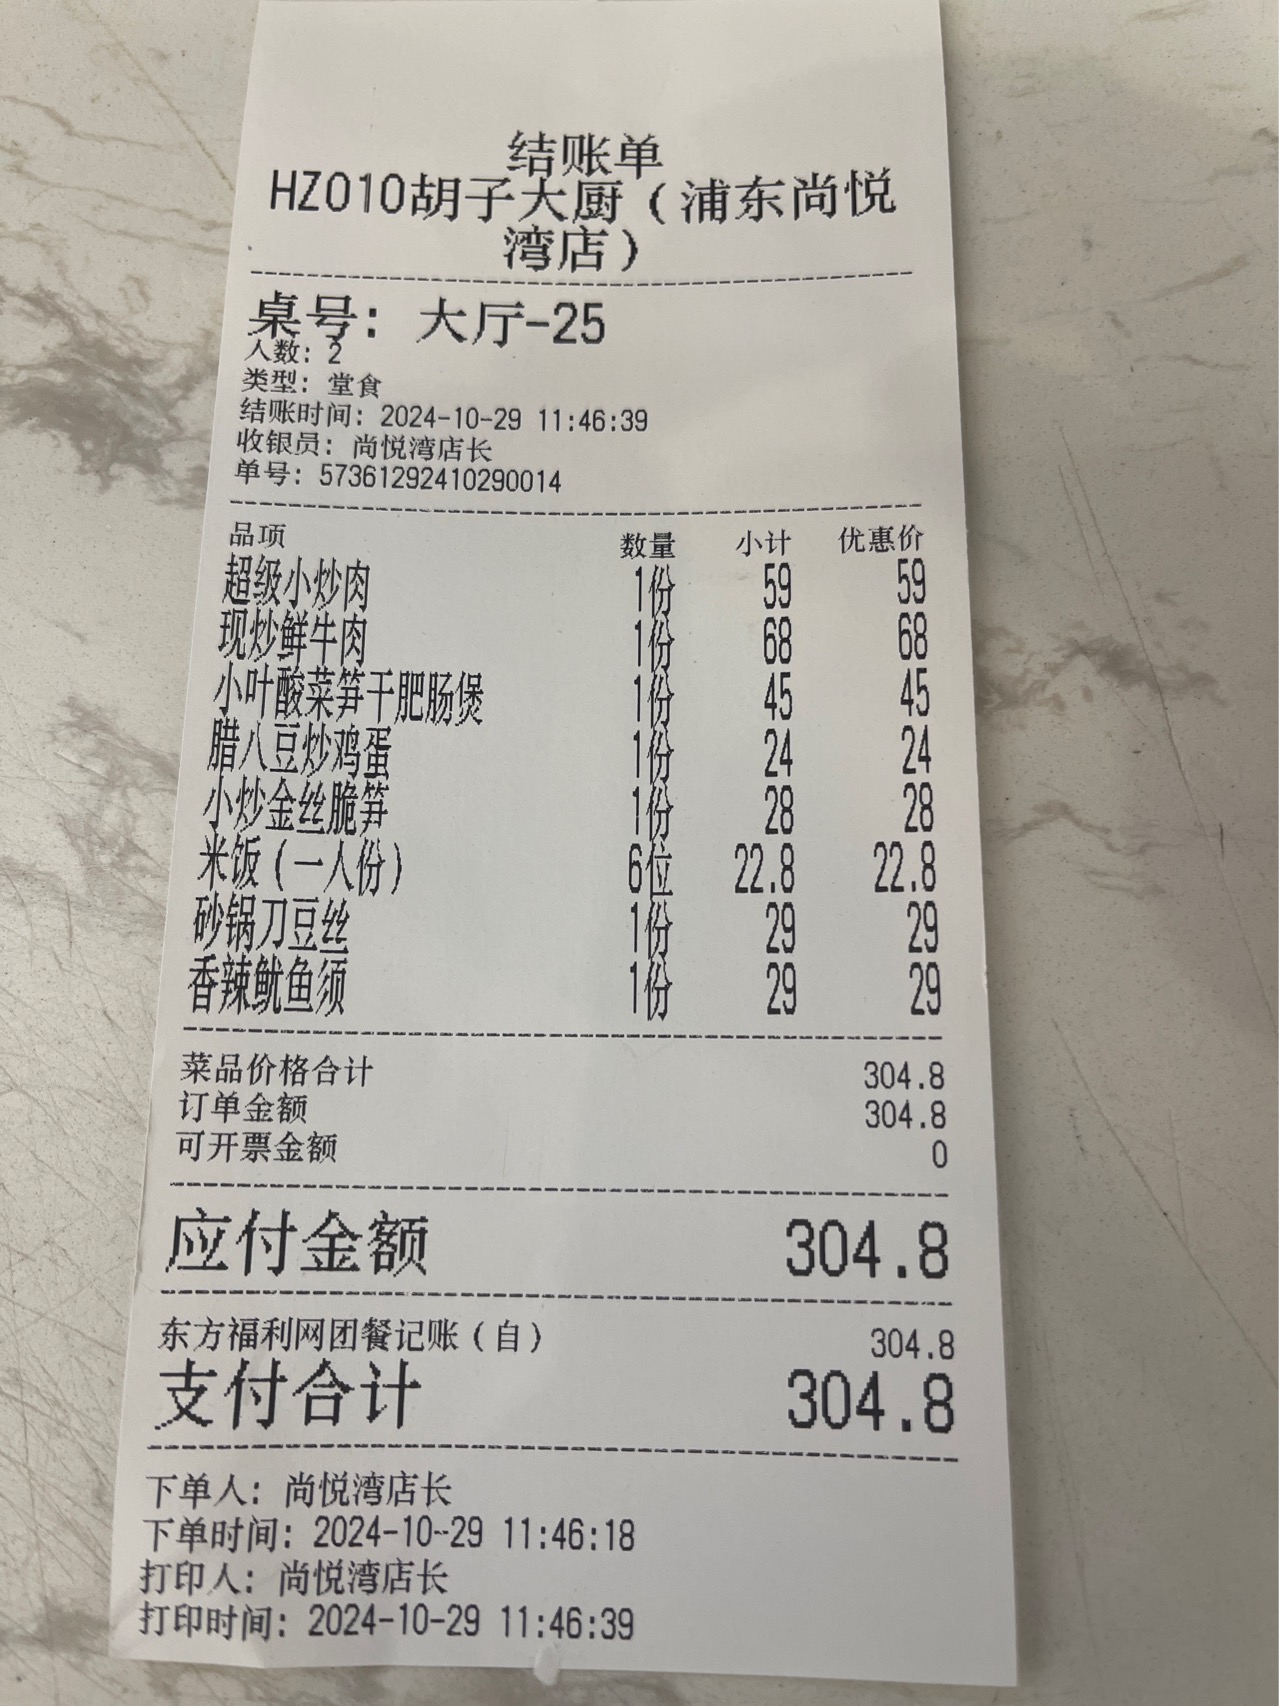 结账单
HZ010胡子大厨（浦东尚悦
湾店）
桌号: 大厅-25
人数: 2
类型: 堂食
结账时间: 2024-10-29 11:46:39
收银员: 尚悦湾店长
单号: 573612924102900​14
品项 数量 小计 优惠价
超级小炒肉 1份 59 59
现炒鲜牛肉 1份 68 68
小叶酸菜笋干肥肠煲 1份 45 45
腊八豆炒鸡蛋 1份 24 24
小炒金丝脆笋 1份 28 28
米饭（一人份） 6位 22.8 22.8
砂锅刀豆丝 1份 29 29
香辣鱿鱼须 1份 29 29
菜品价格合计 304.8
订单金额 304.8
可开票金额 0
应付金额 304.8
东方福利网团餐记账（自） 304.8
支付合计 304.8
下单人: 尚悦湾店长
下单时间: 2024-10-29 11:46:18
打印人: 尚悦湾店长
打印时间: 2024-10-29 11:46:39